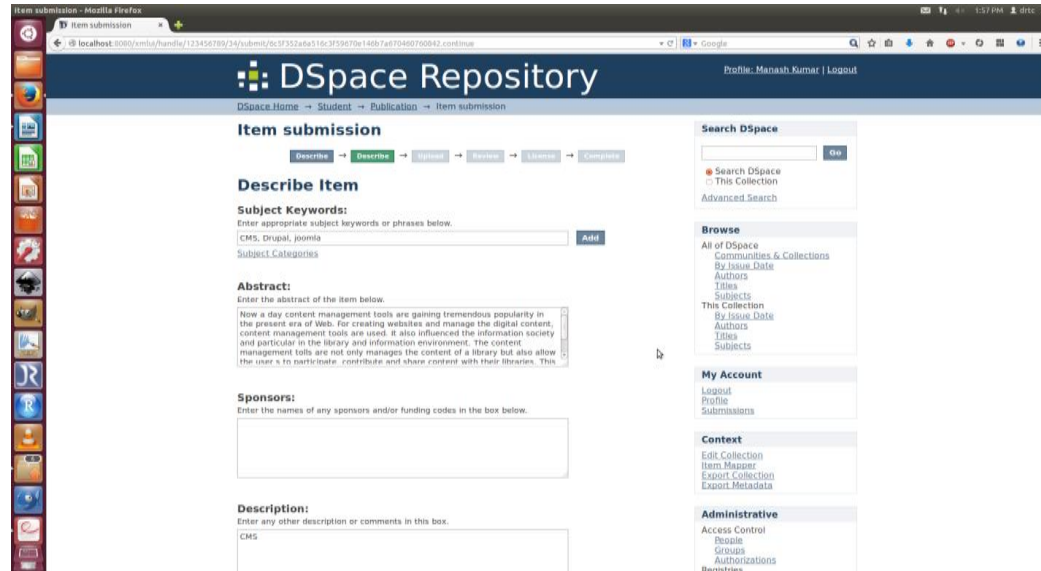 Item submission - Mozilla Firefox
1:57 PM drtc
Item submission
localhost:8080/xmlui/handle/123456789/34/submit/6c5f352a6a516c3f59670e146b7a670460760842.continue
Google
DSpace Repository
Profile: Manash Kumar | Logout
DSpace Home → Student → Publication → Item submission
Item submission
Describe → Describe → Upload → Review → License → Complete
Describe Item
Subject Keywords:
Enter appropriate subject keywords or phrases below.
CMS, Drupal, joomla
Add
Subject Categories
Abstract:
Enter the abstract of the item below.
Now a day content management tools are gaining tremendous popularity in
the present era of Web. For creating websites and manage the digital content,
content management tools are used. It also influenced the information society
and particular in the library and information environment. The content
management tolls are not only manages the content of a library but also allow
the user s to participate, contribute and share content with their libraries. This
Sponsors:
Enter the names of any sponsors and/or funding codes in the box below.
Description:
Enter any other description or comments in this box.
CMS
Search DSpace
Go
Search DSpace
This Collection
Advanced Search
Browse
All of DSpace
Communities & Collections
By Issue Date
Authors
Titles
Subjects
This Collection
By Issue Date
Authors
Titles
Subjects
My Account
Logout
Profile
Submissions
Context
Edit Collection
Item Mapper
Export Collection
Export Metadata
Administrative
Access Control
People
Groups
Authorizations
Registries